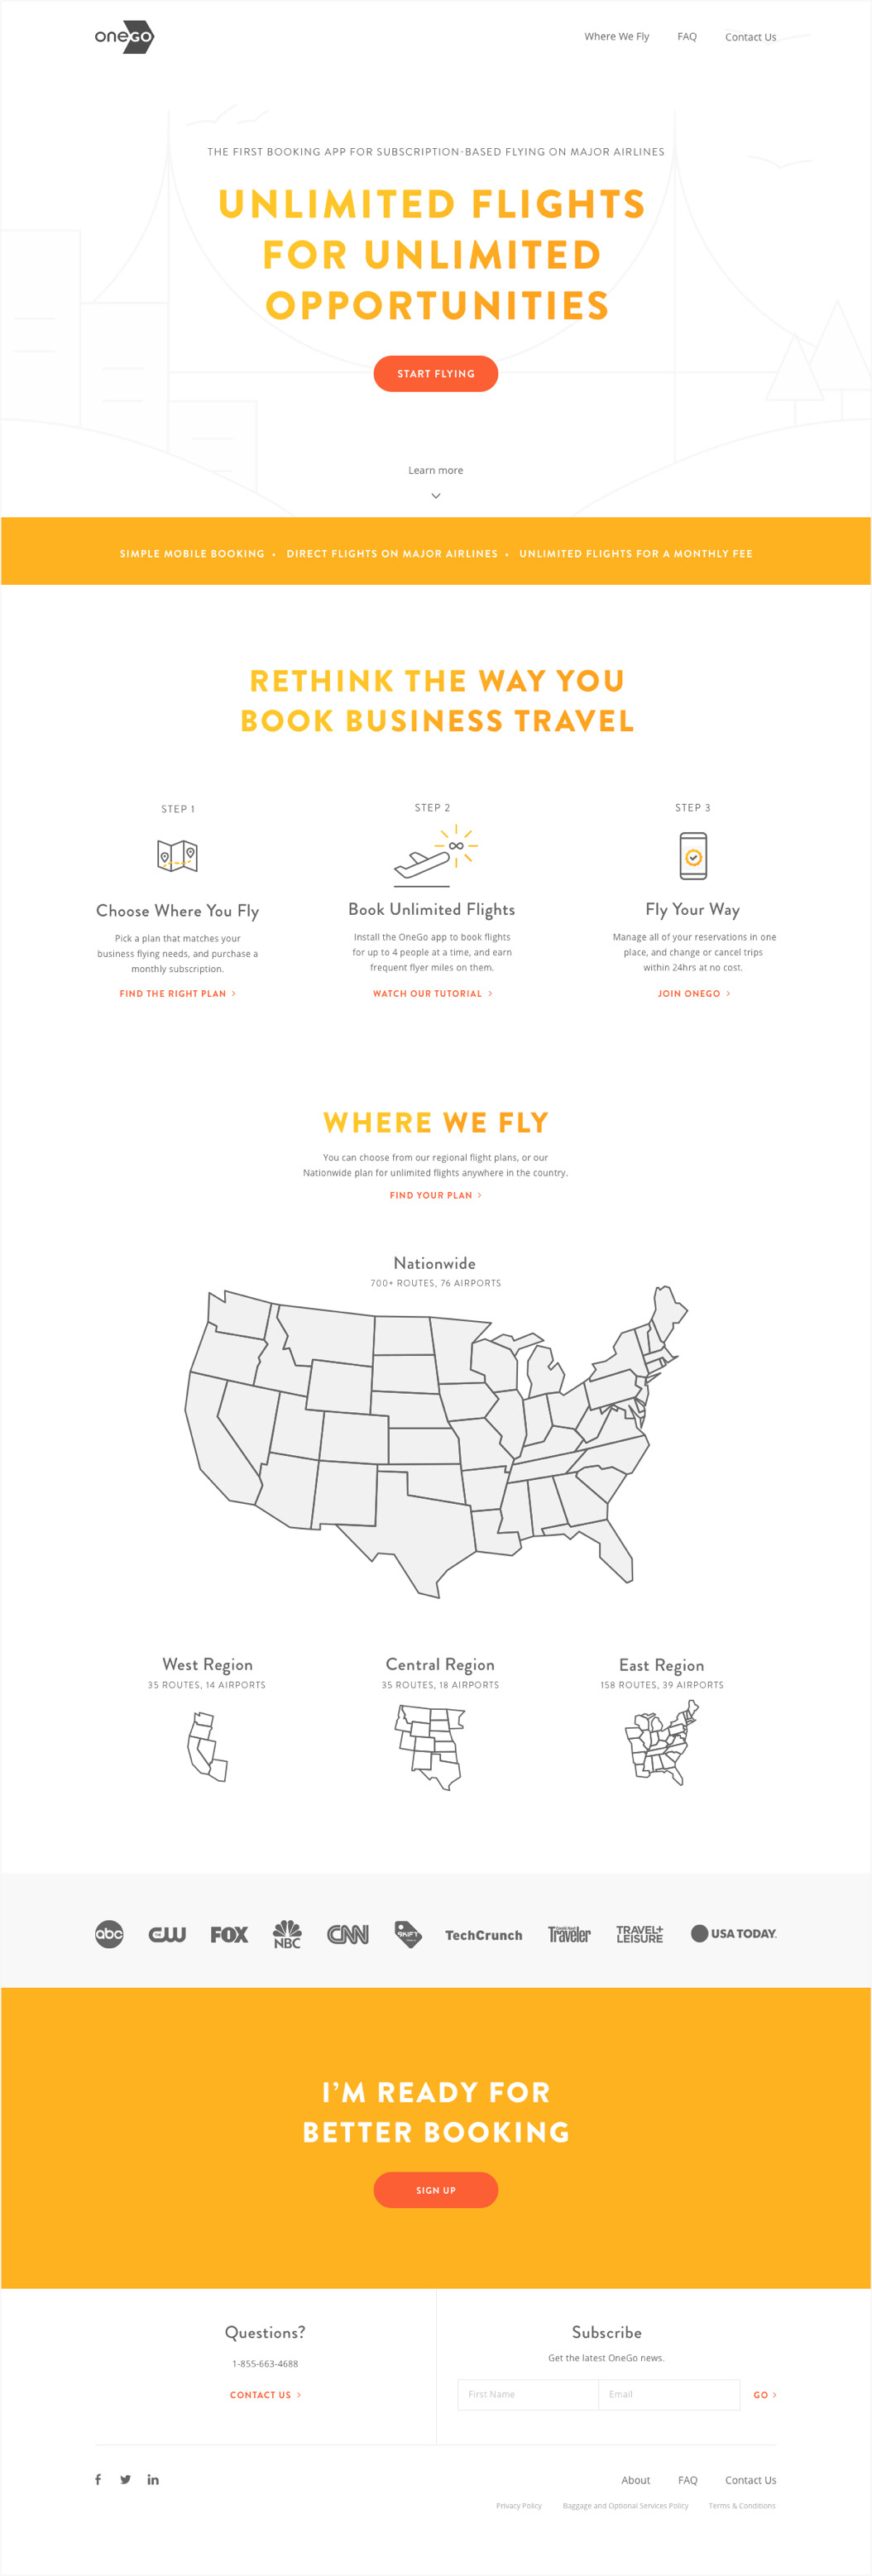 oneGO
Where We Fly FAQ Contact Us
THE FIRST BOOKING APP FOR SUBSCRIPTION-BASED FLYING ON MAJOR AIRLINES
UNLIMITED FLIGHTS
FOR UNLIMITED
OPPORTUNITIES
START FLYING
Learn more
SIMPLE MOBILE BOOKING • DIRECT FLIGHTS ON MAJOR AIRLINES • UNLIMITED FLIGHTS FOR A MONTHLY FEE
RETHINK THE WAY YOU
BOOK BUSINESS TRAVEL
STEP 1
Choose Where You Fly
Pick a plan that matches your
business flying needs, and purchase a
monthly subscription.
FIND THE RIGHT PLAN >
STEP 2
Book Unlimited Flights
Install the OneGo app to book flights
for up to 4 people at a time, and earn
frequent flyer miles on them.
WATCH OUR TUTORIAL >
STEP 3
Fly Your Way
Manage all of your reservations in one
place, and change or cancel trips
within 24hrs at no cost.
JOIN ONEGO >
WHERE WE FLY
You can choose from our regional flight plans, or our
Nationwide plan for unlimited flights anywhere in the country.
FIND YOUR PLAN >
Nationwide
700+ ROUTES, 76 AIRPORTS
West Region
35 ROUTES, 14 AIRPORTS
Central Region
35 ROUTES, 18 AIRPORTS
East Region
158 ROUTES, 39 AIRPORTS
abc CW FOX NBC CNN SKIFT TechCrunch Condé Nast Traveler TRAVEL+ LEISURE USA TODAY
I'M READY FOR
BETTER BOOKING
SIGN UP
Questions?
1-855-663-4688
CONTACT US >
Subscribe
Get the latest OneGo news.
First Name Email GO >
f in
About FAQ Contact Us
Privacy Policy Baggage and Optional Services Policy Terms & Conditions